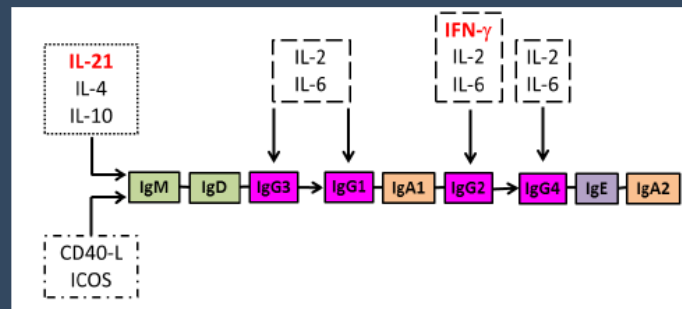 IL-21
IL-4
IL-10
IL-2
IL-6
IFN-γ
IL-2
IL-6
IL-2
IL-6
IgM IgD IgG3 IgG1 IgA1 IgG2 IgG4 IgE IgA2
CD40-L
ICOS